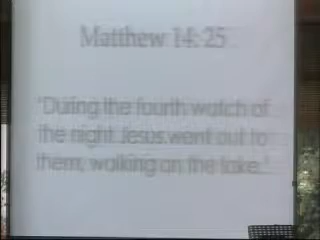 Matthew 14: 25
"During the fourth watch of
the night Jesus went out to
them, walking on the lake."